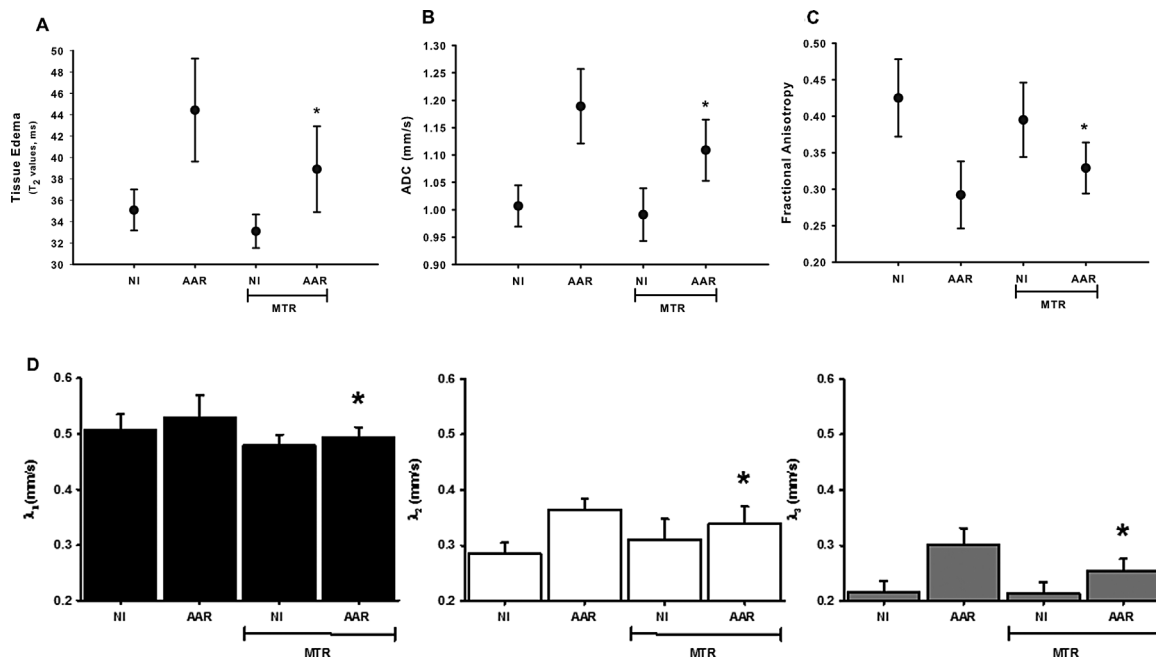 A
Tissue Edema
(T2 values, ms)
50
48
46
44
42
40
38
36
34
32
30
NI
AAR
*
NI
AAR
MTR
B
ADC (mm/s)
1.30
1.25
1.20
1.15
1.10
1.05
1.00
0.95
0.90
NI
AAR
*
NI
AAR
MTR
C
Fractional Anisotropy
0.50
0.45
0.40
0.35
0.30
0.25
0.20
NI
AAR
*
NI
AAR
MTR
D
0.6
0.5
0.4
0.3
0.2
(mm/s)
*
NI
AAR
NI
AAR
MTR
λ2 (mm/s)
0.6
0.5
0.4
0.3
0.2
*
NI
AAR
NI
AAR
MTR
λ3 (mm/s)
0.6
0.5
0.4
0.3
0.2
*
NI
AAR
NI
AAR
MTR